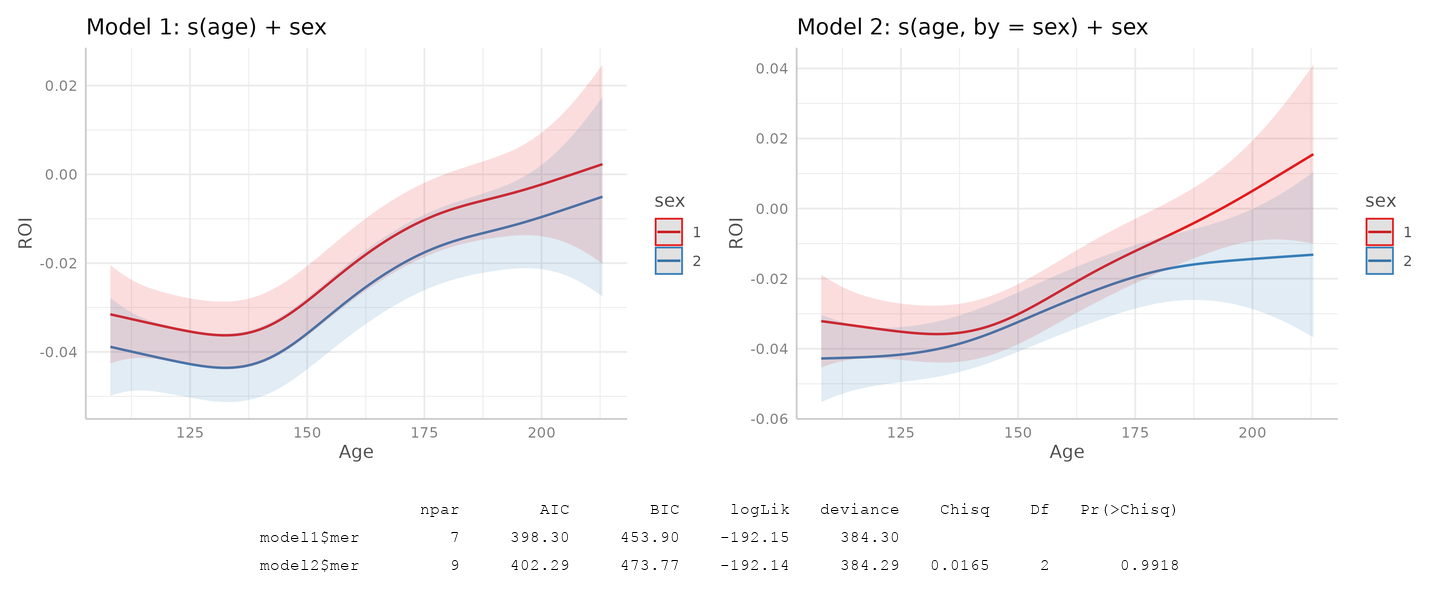 Model 1: s(age) + sex
0.02
0.00
-0.02
-0.04
ROI
125 150 175 200
Age
sex
1
2
Model 2: s(age, by = sex) + sex
0.04
0.02
0.00
-0.02
-0.04
-0.06
ROI
125 150 175 200
Age
sex
1
2
npar AIC BIC logLik deviance Chisq Df Pr(>Chisq)
model1$mer 7 398.30 453.90 -192.15 384.30
model2$mer 9 402.29 473.77 -192.14 384.29 0.0165 2 0.9918